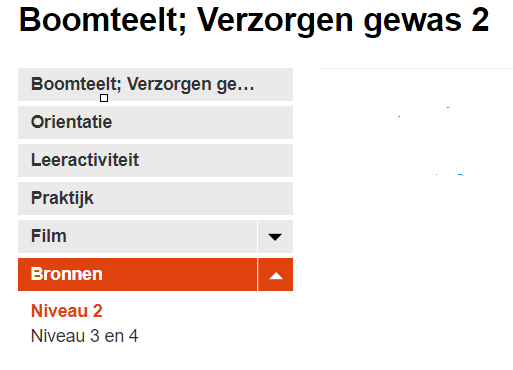 Boomteelt; Verzorgen gewas 2
Boomteelt; Verzorgen ge…
Orientatie
Leeractiviteit
Praktijk
Film
Bronnen
Niveau 2
Niveau 3 en 4